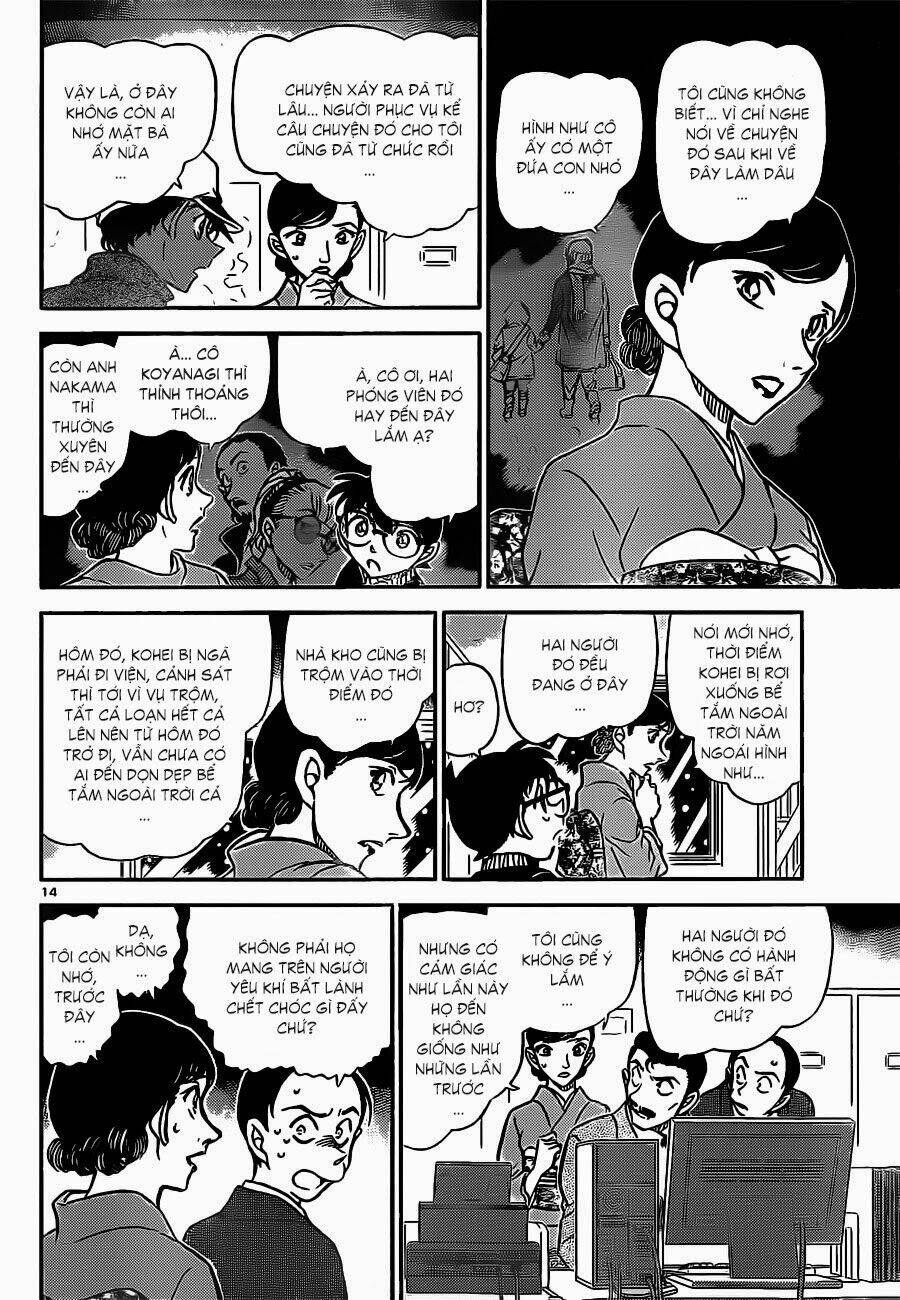 TÔI CŨNG KHÔNG
BIẾT... VÌ CHỈ NGHE
NÓI VỀ CHUYỆN
ĐÓ SAU KHI VỀ
ĐÂY LÀM DÂU
...
HÌNH NHƯ CÔ
ẤY CÓ MỘT
ĐỨA CON NHỎ
...
CHUYỆN XẢY RA ĐÃ TỪ
LÂU... NGƯỜI PHỤC VỤ KỂ
CÂU CHUYỆN ĐÓ CHO TÔI
CŨNG ĐÃ TỪ CHỨC RỒI
...
VẬY LÀ, Ở ĐÂY
KHÔNG CÒN AI
NHỚ MẶT BÀ
ẤY NỮA
...
À, CÔ ƠI, HAI
PHÓNG VIÊN ĐÓ
HAY ĐẾN ĐÂY
LẮM Ạ?
À... CÔ
KOYANAGI THÌ
THỈNH THOẢNG
THÔI...
CÒN ANH
NAKAMA
THÌ
THƯỜNG
XUYÊN
ĐẾN ĐÂY
...
NÓI MỚI NHỚ,
THỜI ĐIỂM
KOHEI BỊ RƠI
XUỐNG BỂ
TẮM NGOÀI
TRỜI NĂM
NGOÁI HÌNH
NHƯ...
HAI NGƯỜI
ĐÓ ĐỀU
ĐANG Ở ĐÂY
...
HƠ?
NHÀ KHO CŨNG BỊ
TRỘM VÀO THỜI
ĐIỂM ĐÓ
...
HÔM ĐÓ, KOHEI BỊ NGÃ
PHẢI ĐI VIỆN, CẢNH SÁT
THÌ TỚI VÌ VỤ TRỘM,
TẤT CẢ LOẠN HẾT CẢ
LÊN NÊN TỪ HÔM ĐÓ
TRỞ ĐI, VẪN CHƯA CÓ
AI ĐẾN DỌN DẸP BỂ
TẮM NGOÀI TRỜI CẢ
...
14
HAI NGƯỜI ĐÓ
KHÔNG CÓ HÀNH
ĐỘNG GÌ BẤT
THƯỜNG KHI ĐÓ
CHỨ?
TÔI CŨNG
KHÔNG ĐỂ Ý
LẮM
...
NHƯNG CÓ
CẢM GIÁC
NHƯ LẦN NÀY
HỌ ĐẾN
KHÔNG
GIỐNG NHƯ
NHỮNG LẦN
TRƯỚC
...
KHÔNG PHẢI HỌ
MANG TRÊN NGƯỜI
YÊU KHÍ BẤT LÀNH
CHẾT CHÓC GÌ ĐẤY
CHỨ?
DẠ,
KHÔNG
...
TÔI CÒN
NHỚ,
TRƯỚC
ĐÂY
...